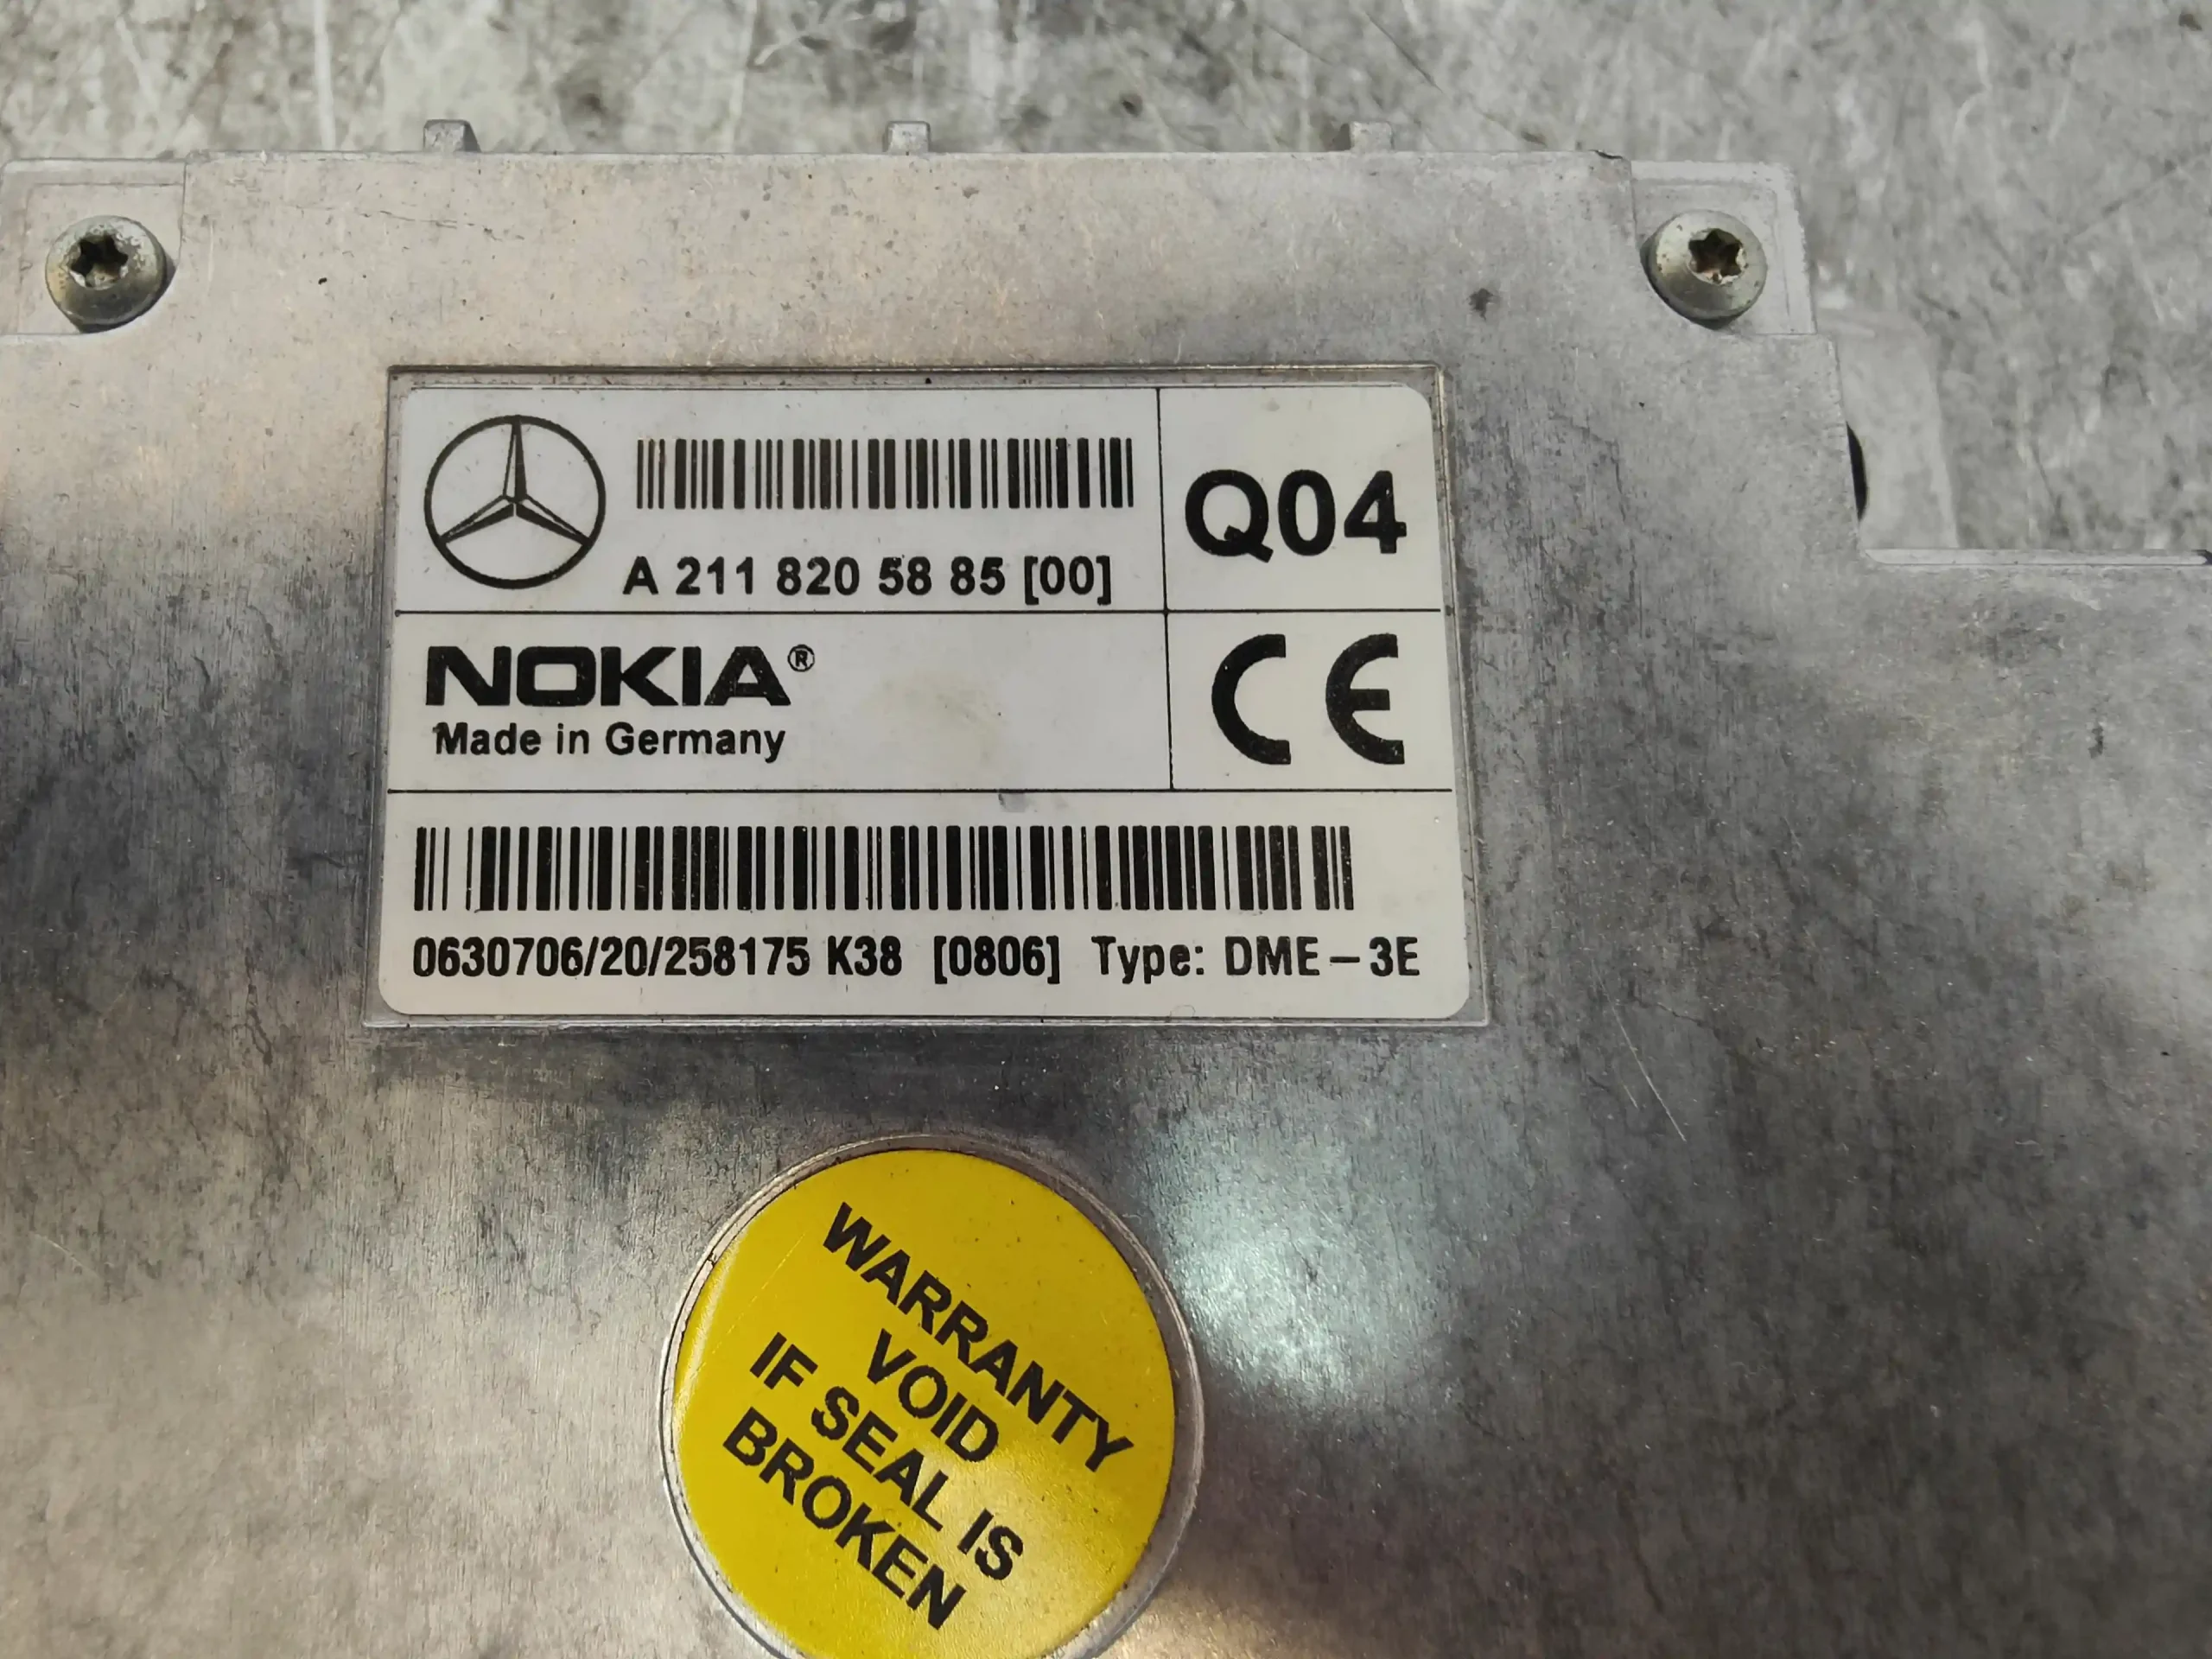 A 211 820 58 85 [00]
Q04
NOKIA®
Made in Germany
CE
0630706/20/258175 K38 [0806] Type: DME-3E
WARRANTY
VOID
IF SEAL IS
BROKEN